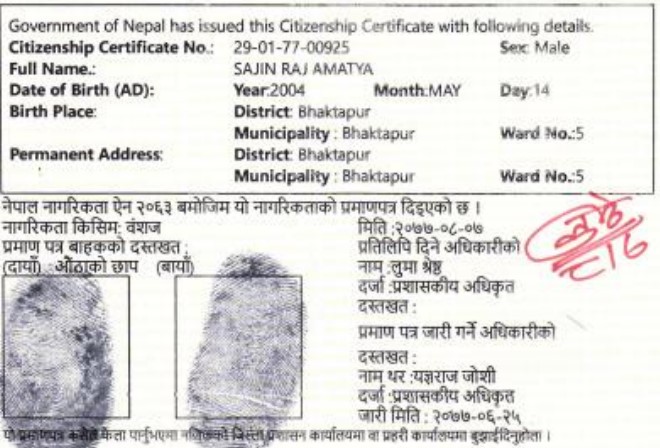 Government of Nepal has issued this Citizenship Certificate with following details.
Citizenship Certificate No.: 29-01-77-00925 Sex: Male
Full Name.: SAJIN RAJ AMATYA
Date of Birth (AD): Year:2004 Month:MAY Day:14
Birth Place: District: Bhaktapur
Municipality : Bhaktapur Ward No.:5
Permanent Address: District: Bhaktapur
Municipality : Bhaktapur Ward No.:5
नेपाल नागरिकता ऐन २०६३ बमोजिम यो नागरिकताको प्रमाणपत्र दिइएको छ ।
नागरिकता किसिम: वंशज
प्रमाण पत्र बाहकको दस्तखत :
(दायाँ) औंठाको छाप (बायाँ)
मिति :२०७७-०८-०७
प्रतिलिपि दिने अधिकारीको
नाम :लुमा श्रेष्ठ
दर्जा :प्रशासकीय अधिकृत
दस्तखत :
प्रमाण पत्र जारी गर्ने अधिकारीको
दस्तखत :
नाम थर :यज्ञराज जोशी
दर्जा :प्रशासकीय अधिकृत
जारी मिति : २०७७-०६-२५
यो प्रमाणपत्र कसैले फेला पार्नुभएमा नजिकको जिल्ला प्रशासन कार्यालयमा वा प्रहरी कार्यालयमा बुझाईदिनुहोला ।